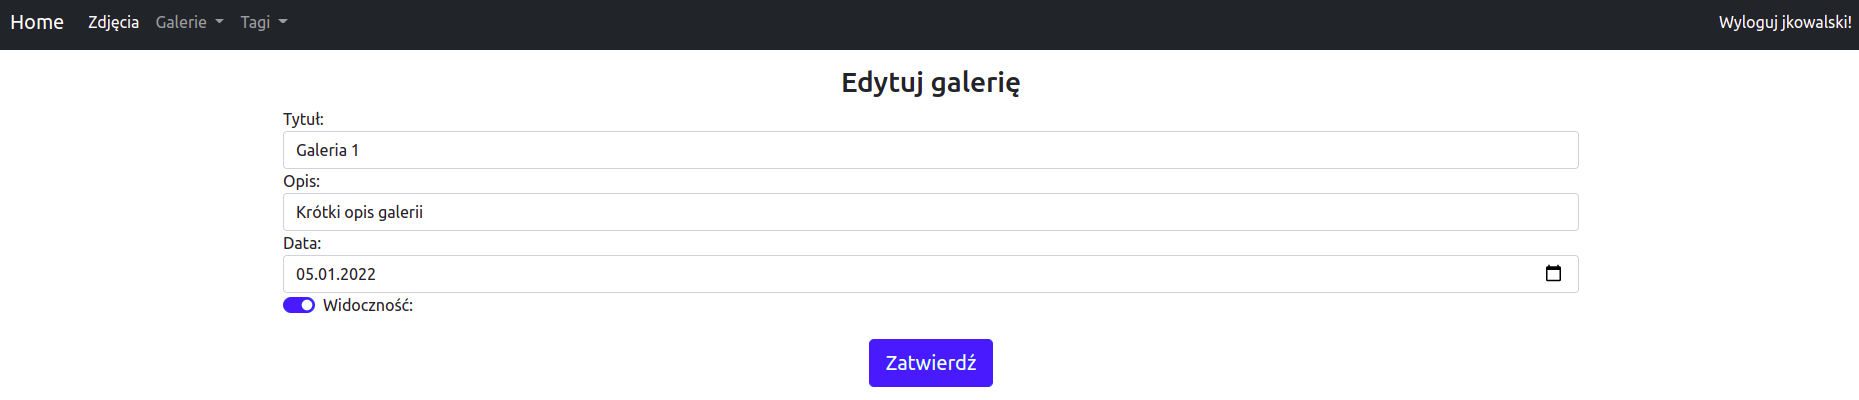 Home Zdjęcia Galerie Tagi Wyloguj jkowalski!
Edytuj galerię
Tytuł:
Galeria 1
Opis:
Krótki opis galerii
Data:
05.01.2022
Widoczność:
Zatwierdź